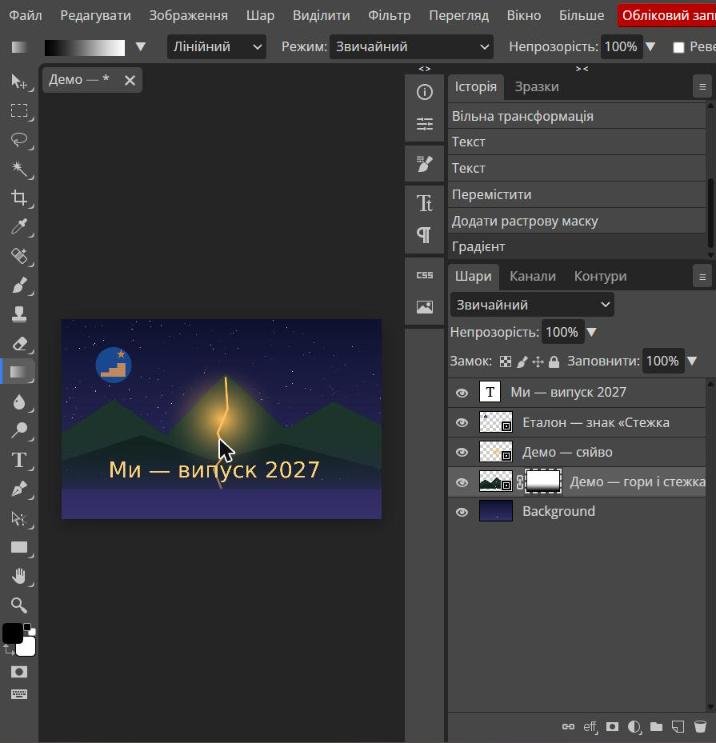 Файл Редагувати Зображення Шар Виділити Фільтр Перегляд Вікно Більше Обліковий запи
Лінійний Режим: Звичайний Непрозорість: 100% Реве
Демо — *
Історія Зразки
Вільна трансформація
Текст
Текст
Перемістити
Додати растрову маску
Градієнт
CSS
Шари Канали Контури
Звичайний
Непрозорість: 100%
Замок: Заповнити: 100%
Ми — випуск 2027
Еталон — знак «Стежка
Демо — сяйво
Демо — гори і стежка
Background
Ми — випуск 2027
eff